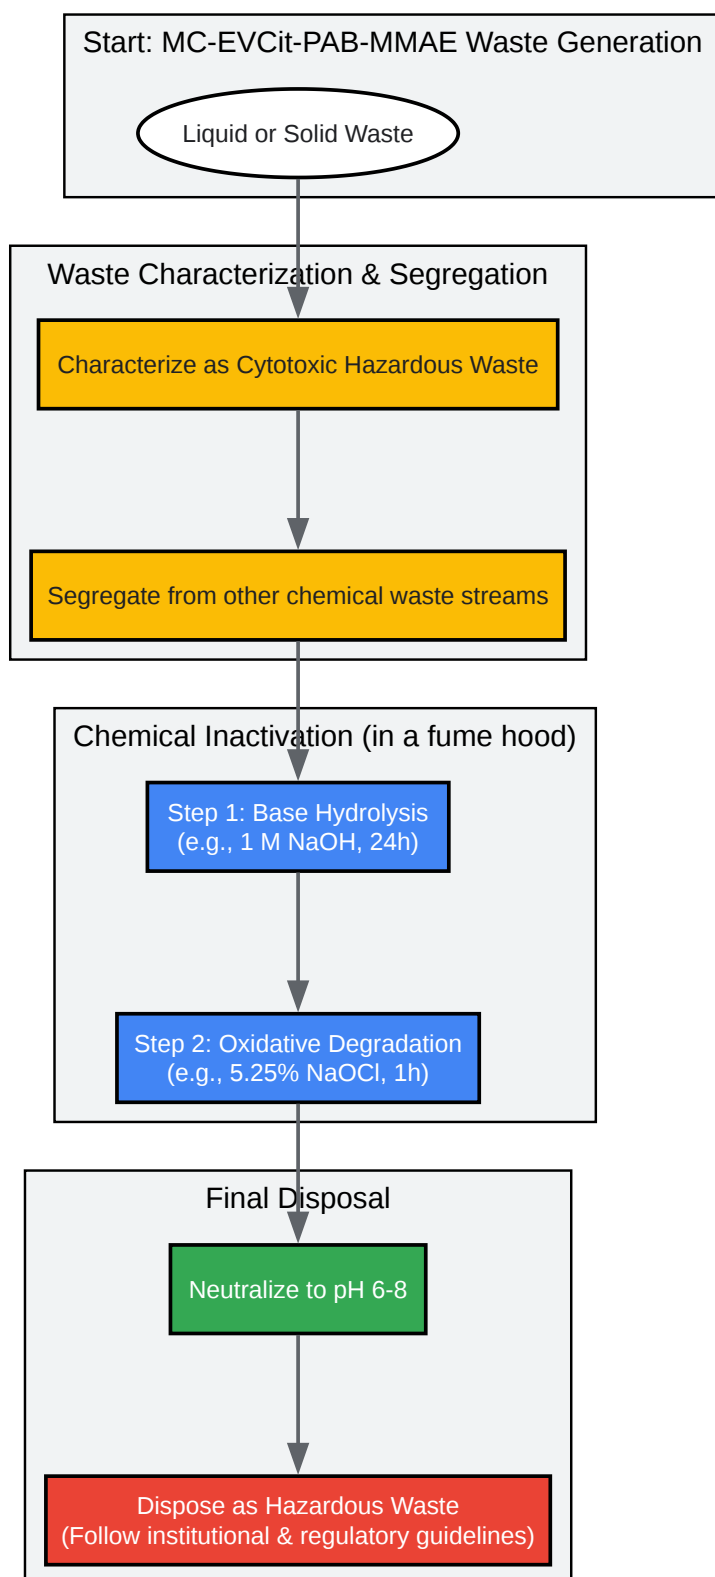 Start: MC-EVCit-PAB-MMAE Waste Generation
Liquid or Solid Waste
Waste Characterization & Segregation
Characterize as Cytotoxic Hazardous Waste
Segregate from other chemical waste streams
Chemical Inactivation (in a fume hood)
Step 1: Base Hydrolysis
(e.g., 1 M NaOH, 24h)
Step 2: Oxidative Degradation
(e.g., 5.25% NaOCl, 1h)
Final Disposal
Neutralize to pH 6-8
Dispose as Hazardous Waste
(Follow institutional & regulatory guidelines)